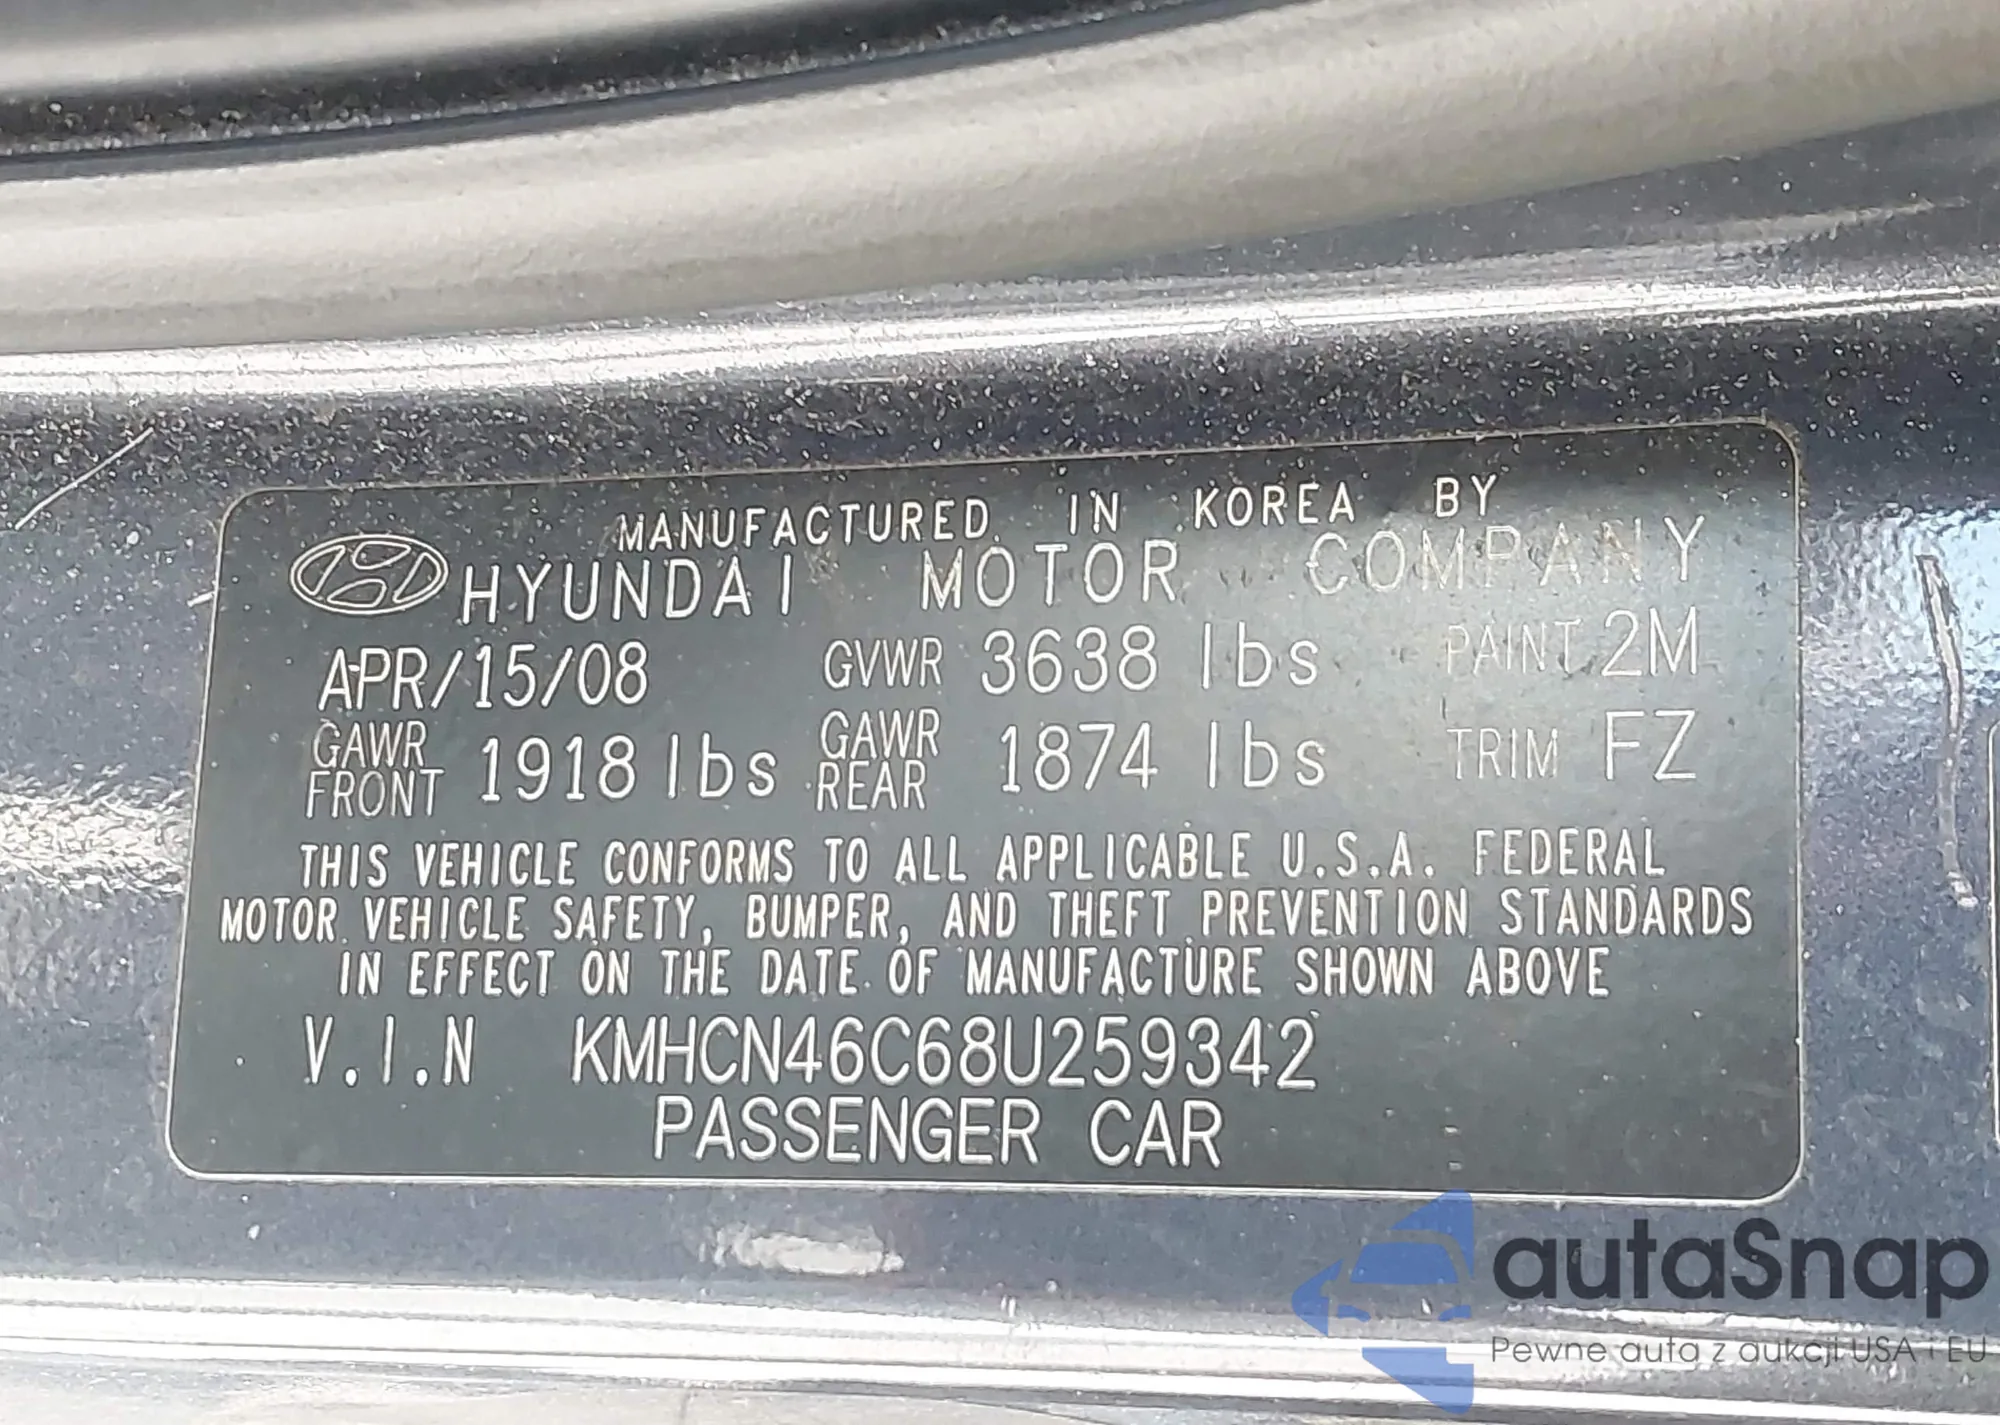 MANUFACTURED IN KOREA BY
HYUNDAI MOTOR COMPANY
APR/15/08 GVWR 3638 lbs PAINT 2M
GAWR FRONT 1918 lbs GAWR REAR 1874 lbs TRIM FZ
THIS VEHICLE CONFORMS TO ALL APPLICABLE U.S.A. FEDERAL
MOTOR VEHICLE SAFETY, BUMPER, AND THEFT PREVENTION STANDARDS
IN EFFECT ON THE DATE OF MANUFACTURE SHOWN ABOVE
V.I.N KMHCN46C68U259342
PASSENGER CAR
autaSnap
Pewne auta z aukcji USA i EU